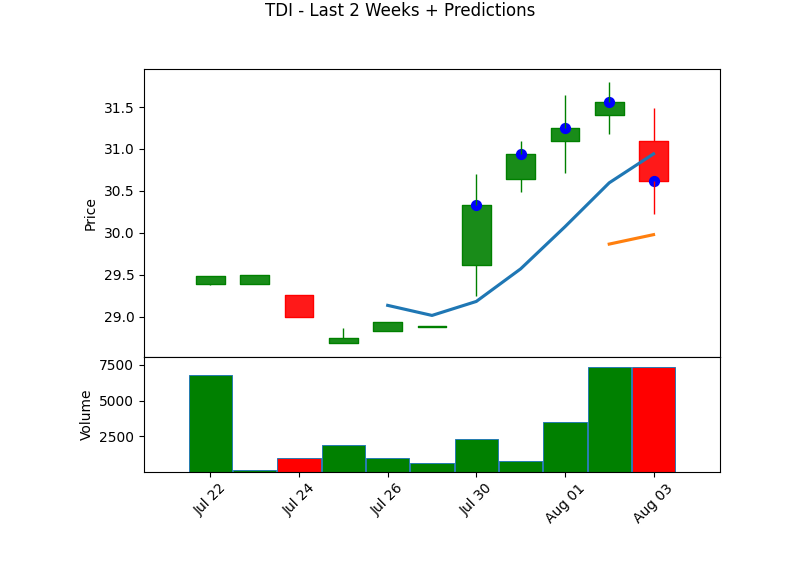 TDI - Last 2 Weeks + Predictions
Price
31.5
31.0
30.5
30.0
29.5
29.0
Volume
7500
5000
2500
Jul 22
Jul 24
Jul 26
Jul 30
Aug 01
Aug 03